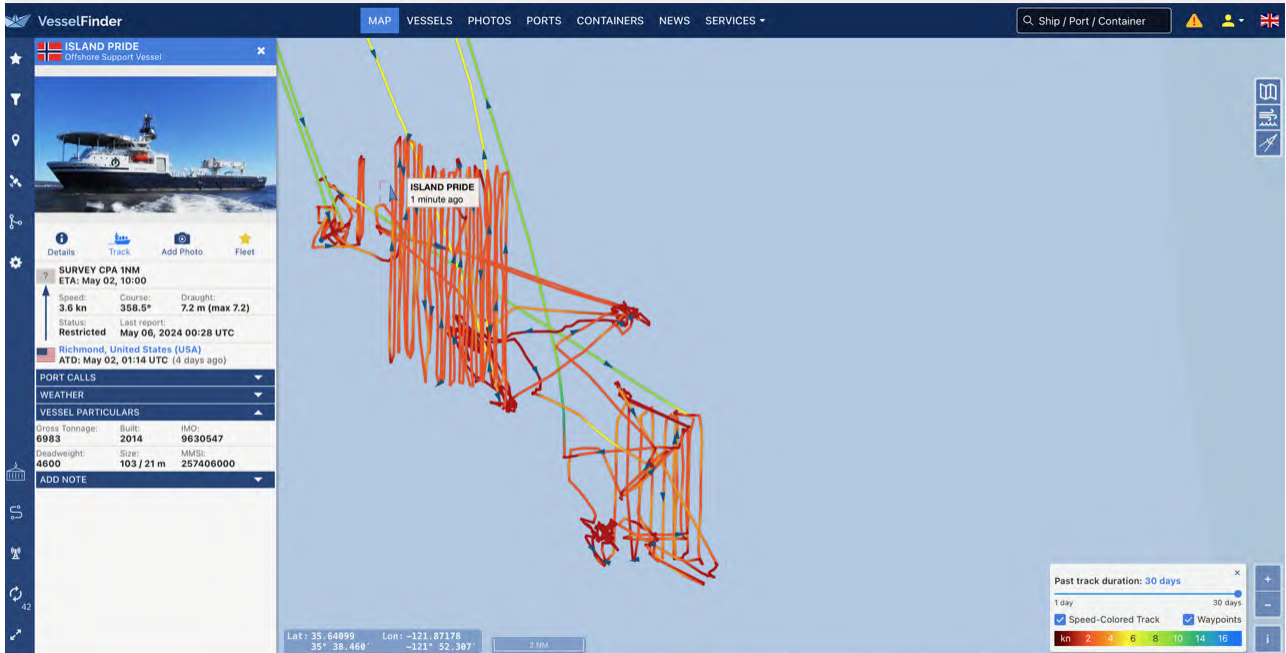 VesselFinder
MAP VESSELS PHOTOS PORTS CONTAINERS NEWS SERVICES
Ship / Port / Container
ISLAND PRIDE
Offshore Support Vessel
Details Track Add Photo Fleet
?
SURVEY CPA 1NM
ETA: May 02, 10:00
Speed: Course: Draught:
3.6 kn 358.5° 7.2 m (max 7.2)
Status: Last report:
Restricted May 06, 2024 00:28 UTC
Richmond, United States (USA)
ATD: May 02, 01:14 UTC (4 days ago)
PORT CALLS
WEATHER
VESSEL PARTICULARS
Gross Tonnage: Built: IMO:
6983 2014 9630547
Deadweight: Size: MMSI:
4600 103 / 21 m 257406000
ADD NOTE
42
ISLAND PRIDE
1 minute ago
Lat: 35.64099 Lon: -121.87178
35° 38.460' -121° 52.307'
2 NM
Past track duration: 30 days
1 day 30 days
Speed-Colored Track Waypoints
kn 2 4 6 8 10 14 16